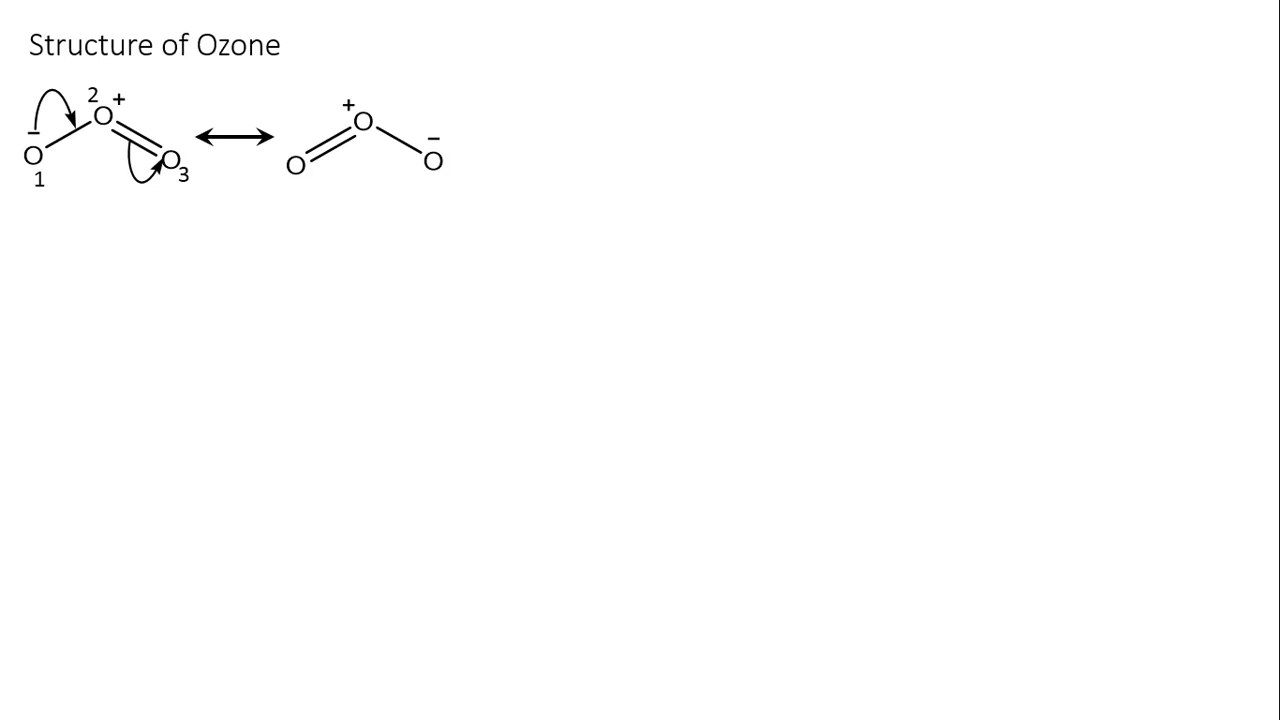 Structure of Ozone
2 + +
− O O −
O O O O
1 3